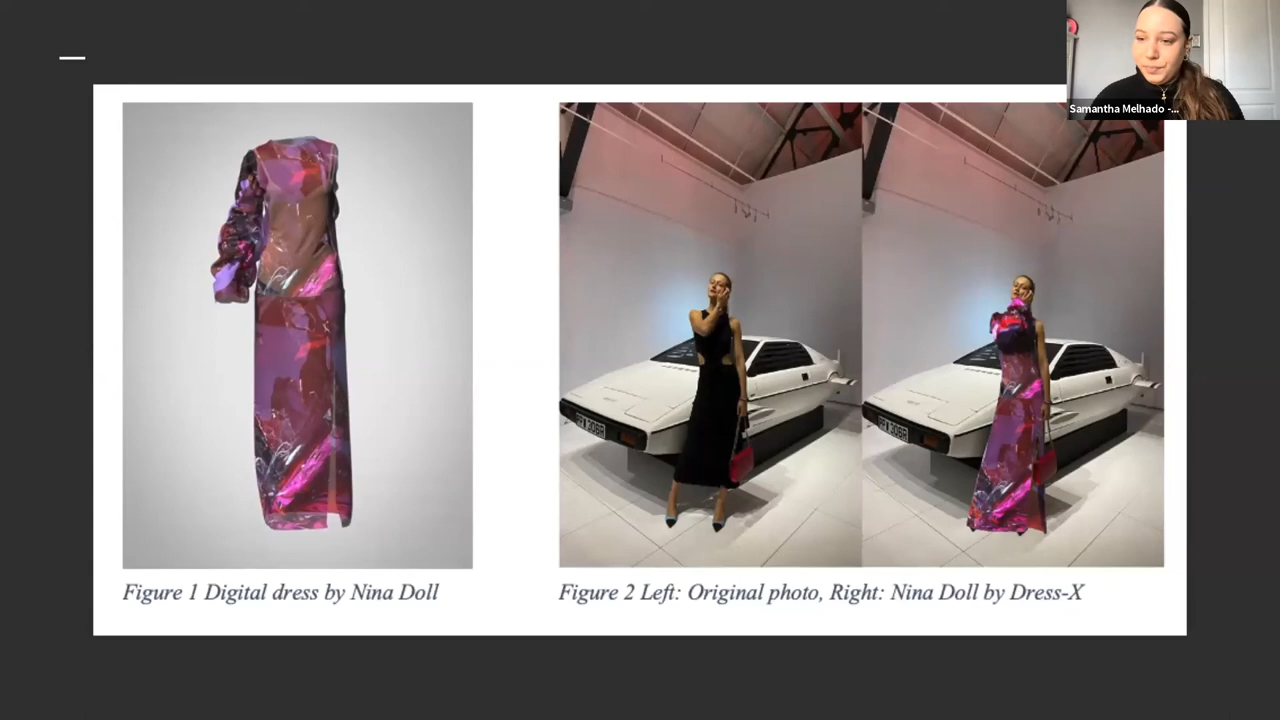 Samantha Melhado -...
Figure 1 Digital dress by Nina Doll
Figure 2 Left: Original photo, Right: Nina Doll by Dress-X